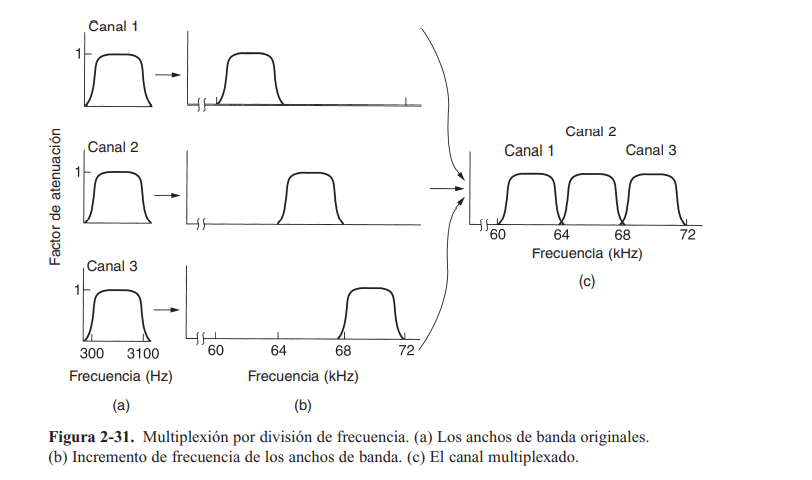 Canal 1
1
Canal 2
1
Factor de atenuación
Canal 3
1
300 3100
Frecuencia (Hz)
(a)
60 64 68 72
Frecuencia (kHz)
(b)
Canal 2
Canal 1 Canal 3
60 64 68 72
Frecuencia (kHz)
(c)
Figura 2-31. Multiplexión por división de frecuencia. (a) Los anchos de banda originales.
(b) Incremento de frecuencia de los anchos de banda. (c) El canal multiplexado.